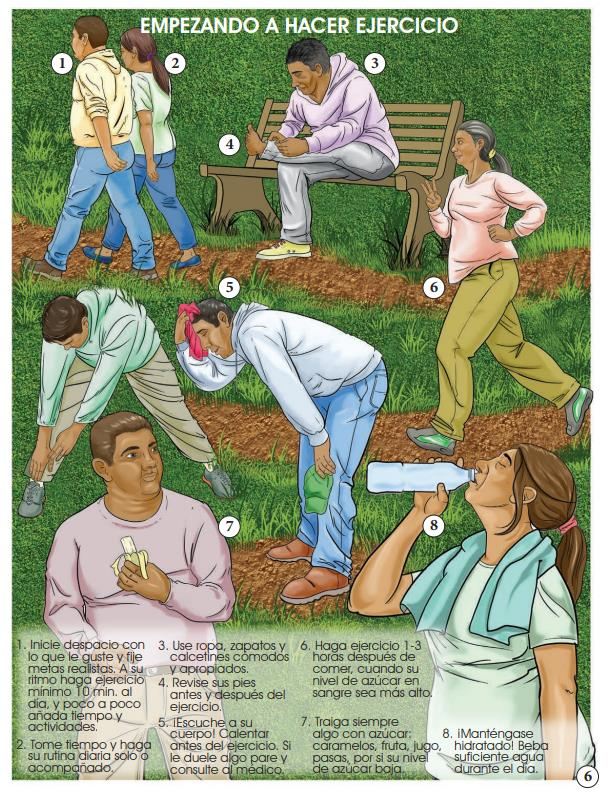 EMPEZANDO A HACER EJERCICIO
1
2
3
4
5
6
7
8
1. Inicie despacio con
lo que le guste y fije
metas realistas. A su
ritmo haga ejercicio
mínimo 10 min. al
día, y poco a poco
añada tiempo y
actividades.
2. Tome tiempo y haga
su rutina diaria solo o
acompañado.
3. Use ropa, zapatos y
calcetines cómodos
y apropiados.
4. Revise sus pies
antes y después del
ejercicio.
5. ¡Escuche a su
cuerpo! Calentar
antes del ejercicio. Si
le duele algo pare y
consulte al médico.
6. Haga ejercicio 1-3
horas después de
comer, cuando su
nivel de azúcar en
sangre sea más alto.
7. Traiga siempre
algo con azúcar:
caramelos, fruta, jugo,
pasas, por si su nivel
de azúcar baja.
8. ¡Manténgase
hidratado! Beba
suficiente agua
durante el día.
6